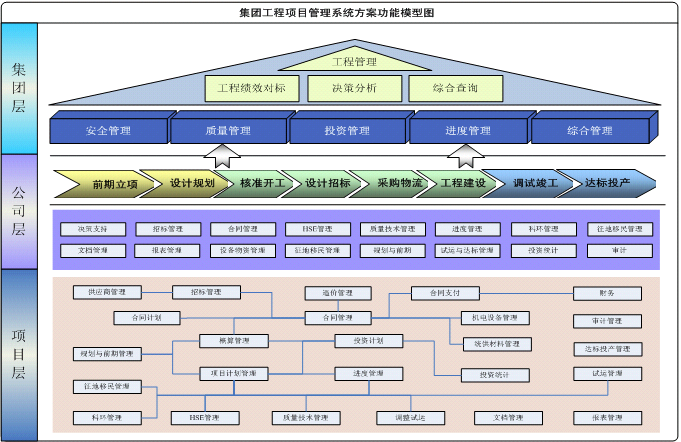 集团工程项目管理系统方案功能模型图
集团层
工程管理
工程绩效对标 决策分析 综合查询
安全管理 质量管理 投资管理 进度管理 综合管理
公司层
前期立项 设计规划 核准开工 设计招标 采购物流 工程建设 调试竣工 达标投产
决策支持 招标管理 合同管理 HSE管理 质量技术管理 进度管理 科环管理 征地移民管理
文档管理 报表管理 设备物资管理 征地移民管理 规划与前期 试运与达标管理 投资统计 审计
项目层
供应商管理 招标管理 造价管理 合同支付 财务
合同计划 合同管理 机电设备管理 审计管理
概算管理 投资计划 统供材料管理
规划与前期管理 达标投产管理
项目计划管理 进度管理 投资统计 试运管理
征地移民管理
科环管理 HSE管理 质量技术管理 调整试运 文档管理 报表管理